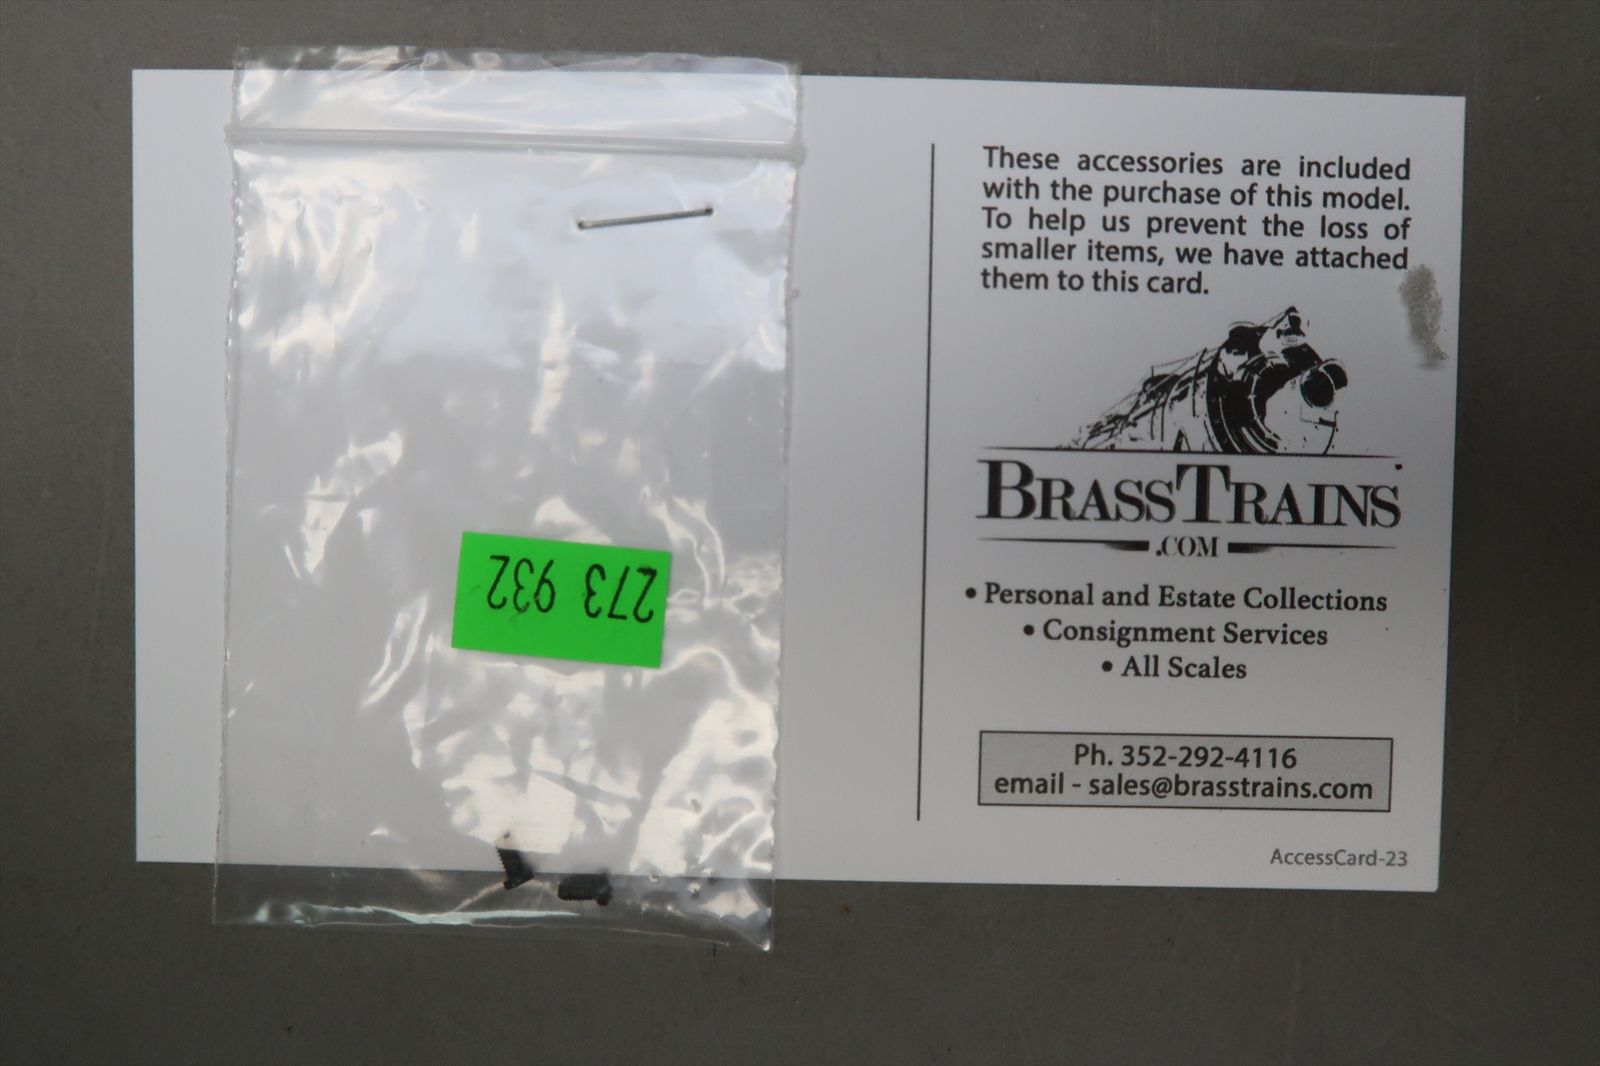 These accessories are included
with the purchase of this model.
To help us prevent the loss of
smaller items, we have attached
them to this card.
BRASSTRAINS
.COM
• Personal and Estate Collections
• Consignment Services
• All Scales
Ph. 352-292-4116
email - sales@brasstrains.com
AccessCard-23
273 932